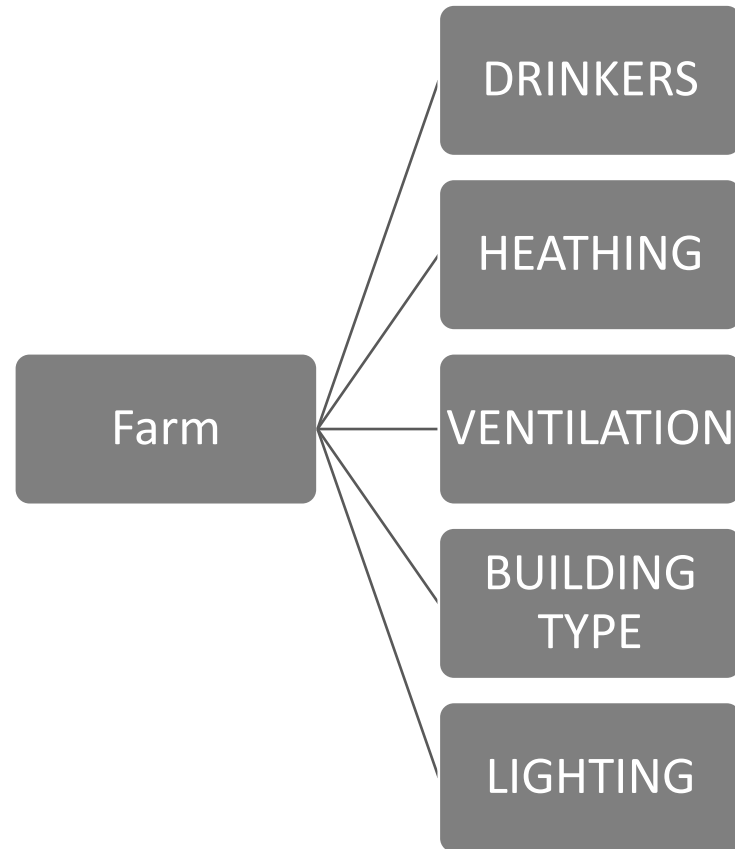 DRINKERS
HEATHING
Farm
VENTILATION
BUILDING
TYPE
LIGHTING